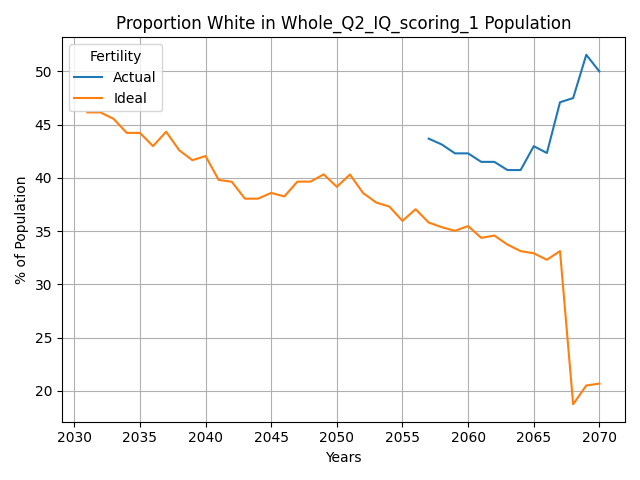 Proportion White in Whole_Q2_IQ_scoring_1 Population
Fertility
Actual
Ideal
50
45
40
35
30
25
20
% of Population
2030 2035 2040 2045 2050 2055 2060 2065 2070
Years